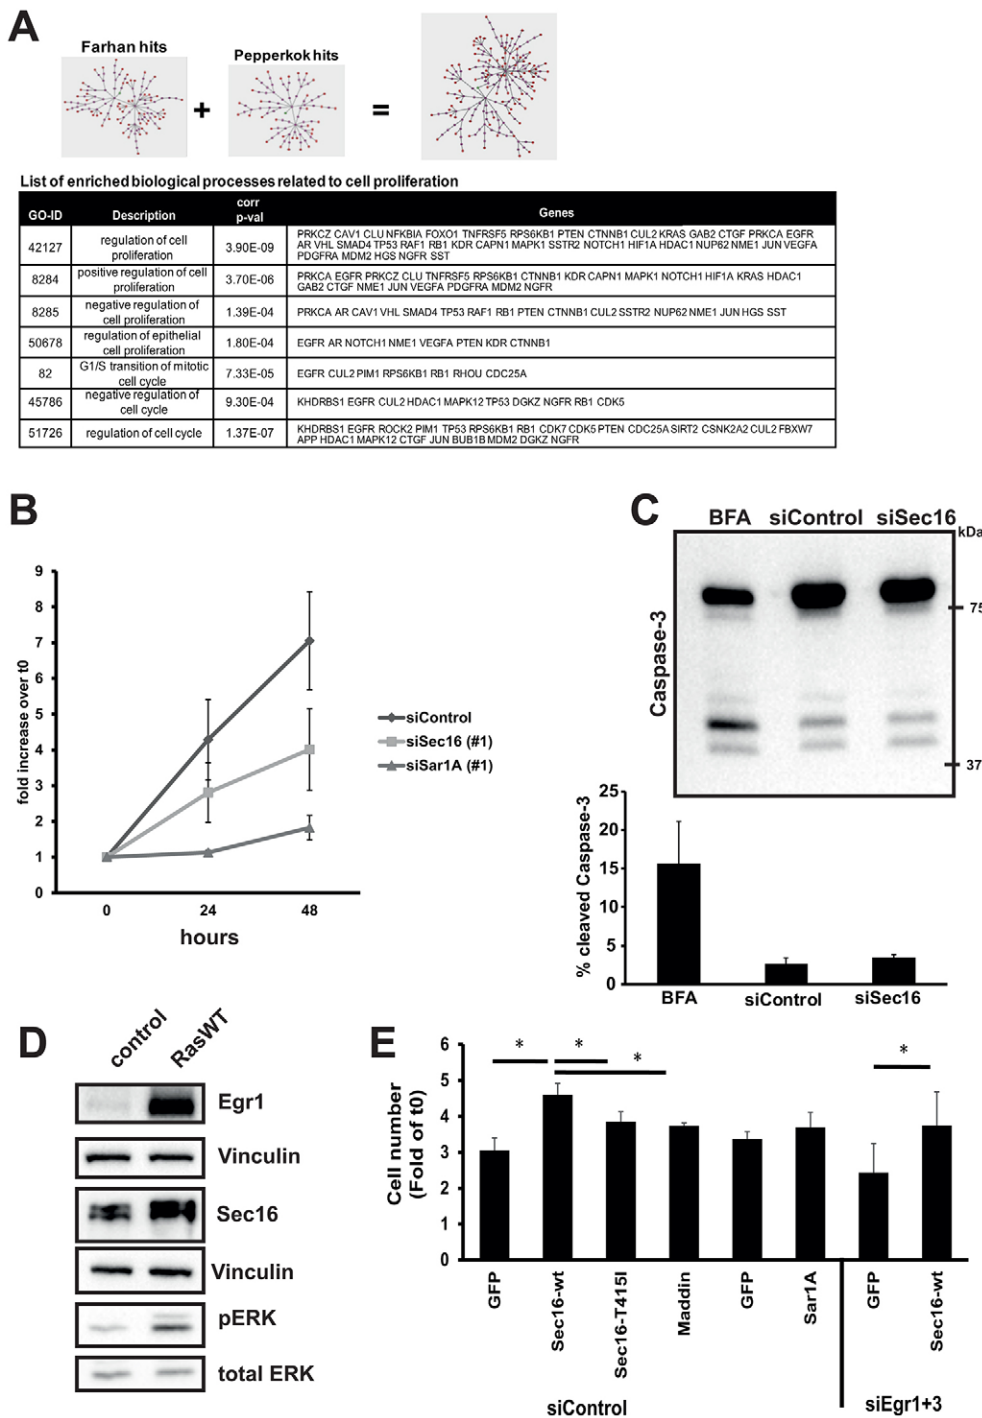 A
Farhan hits
Pepperkok hits
+
=
List of enriched biological processes related to cell proliferation
GO-ID Description corr p-val Genes
42127 regulation of cell proliferation 3.90E-09 PRKCZ CAV1 CLU NFKBIA FOXO1 TNFRSF5 RPS6KB1 PTEN CTNNB1 CUL2 KRAS GAB2 CTGF PRKCA EGFR
AR VHL SMAD4 TP53 RAF1 RB1 KDR CAPN1 MAPK1 SSTR2 NOTCH1 HIF1A HDAC1 NUP62 NME1 JUN VEGFA
PDGFRA MDM2 HGS NGFR SST
8284 positive regulation of cell proliferation 3.70E-06 PRKCA EGFR PRKCZ CLU TNFRSF5 RPS6KB1 CTNNB1 KDR CAPN1 MAPK1 NOTCH1 HIF1A KRAS HDAC1
GAB2 CTGF NME1 JUN VEGFA PDGFRA MDM2 NGFR
8285 negative regulation of cell proliferation 1.39E-04 PRKCA AR CAV1 VHL SMAD4 TP53 RAF1 RB1 PTEN CTNNB1 CUL2 SSTR2 NUP62 NME1 JUN HGS SST
50678 regulation of epithelial cell proliferation 1.80E-04 EGFR AR NOTCH1 NME1 VEGFA PTEN KDR CTNNB1
82 G1/S transition of mitotic cell cycle 7.33E-05 EGFR CUL2 PIM1 RPS6KB1 RB1 RHOU CDC25A
45786 negative regulation of cell cycle 9.30E-04 KHDRBS1 EGFR CUL2 HDAC1 MAPK12 TP53 DGKZ NGFR RB1 CDK5
51726 regulation of cell cycle 1.37E-07 KHDRBS1 EGFR ROCK2 PIM1 TP53 RPS6KB1 RB1 CDK7 CDK5 PTEN CDC25A SIRT2 CSNK2A2 CUL2 FBXW7
APP HDAC1 MAPK12 CTGF JUN BUB1B MDM2 DGKZ NGFR
B
fold increase over t0
9
8
7
6
5
4
3
2
1
0
0 24 48
hours
siControl
siSec16 (#1)
siSar1A (#1)
C
BFA siControl siSec16
kDa
75
37
Caspase-3
% cleaved Caspase-3
25
20
15
10
5
0
BFA siControl siSec16
D
control RasWT
Egr1
Vinculin
Sec16
Vinculin
pERK
total ERK
E
Cell number
(Fold of t0)
6
5
4
3
2
1
0
* * * *
GFP
Sec16-wt
Sec16-T415I
Maddin
GFP
Sar1A
GFP
Sec16-wt
siControl
siEgr1+3